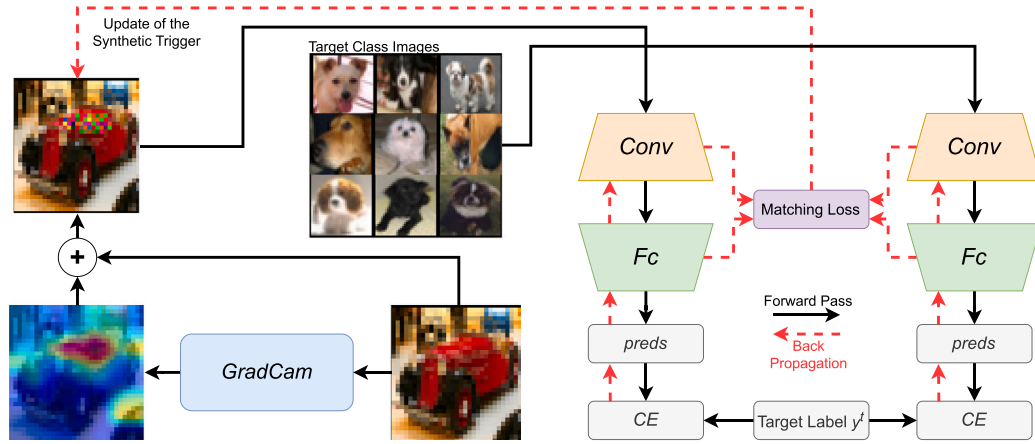 Update of the
Synthetic Trigger
Target Class Images
Conv
Conv
Matching Loss
Fc
Fc
+
Forward Pass
Back
Propagation
preds
preds
GradCam
CE
Target Label y^t
CE